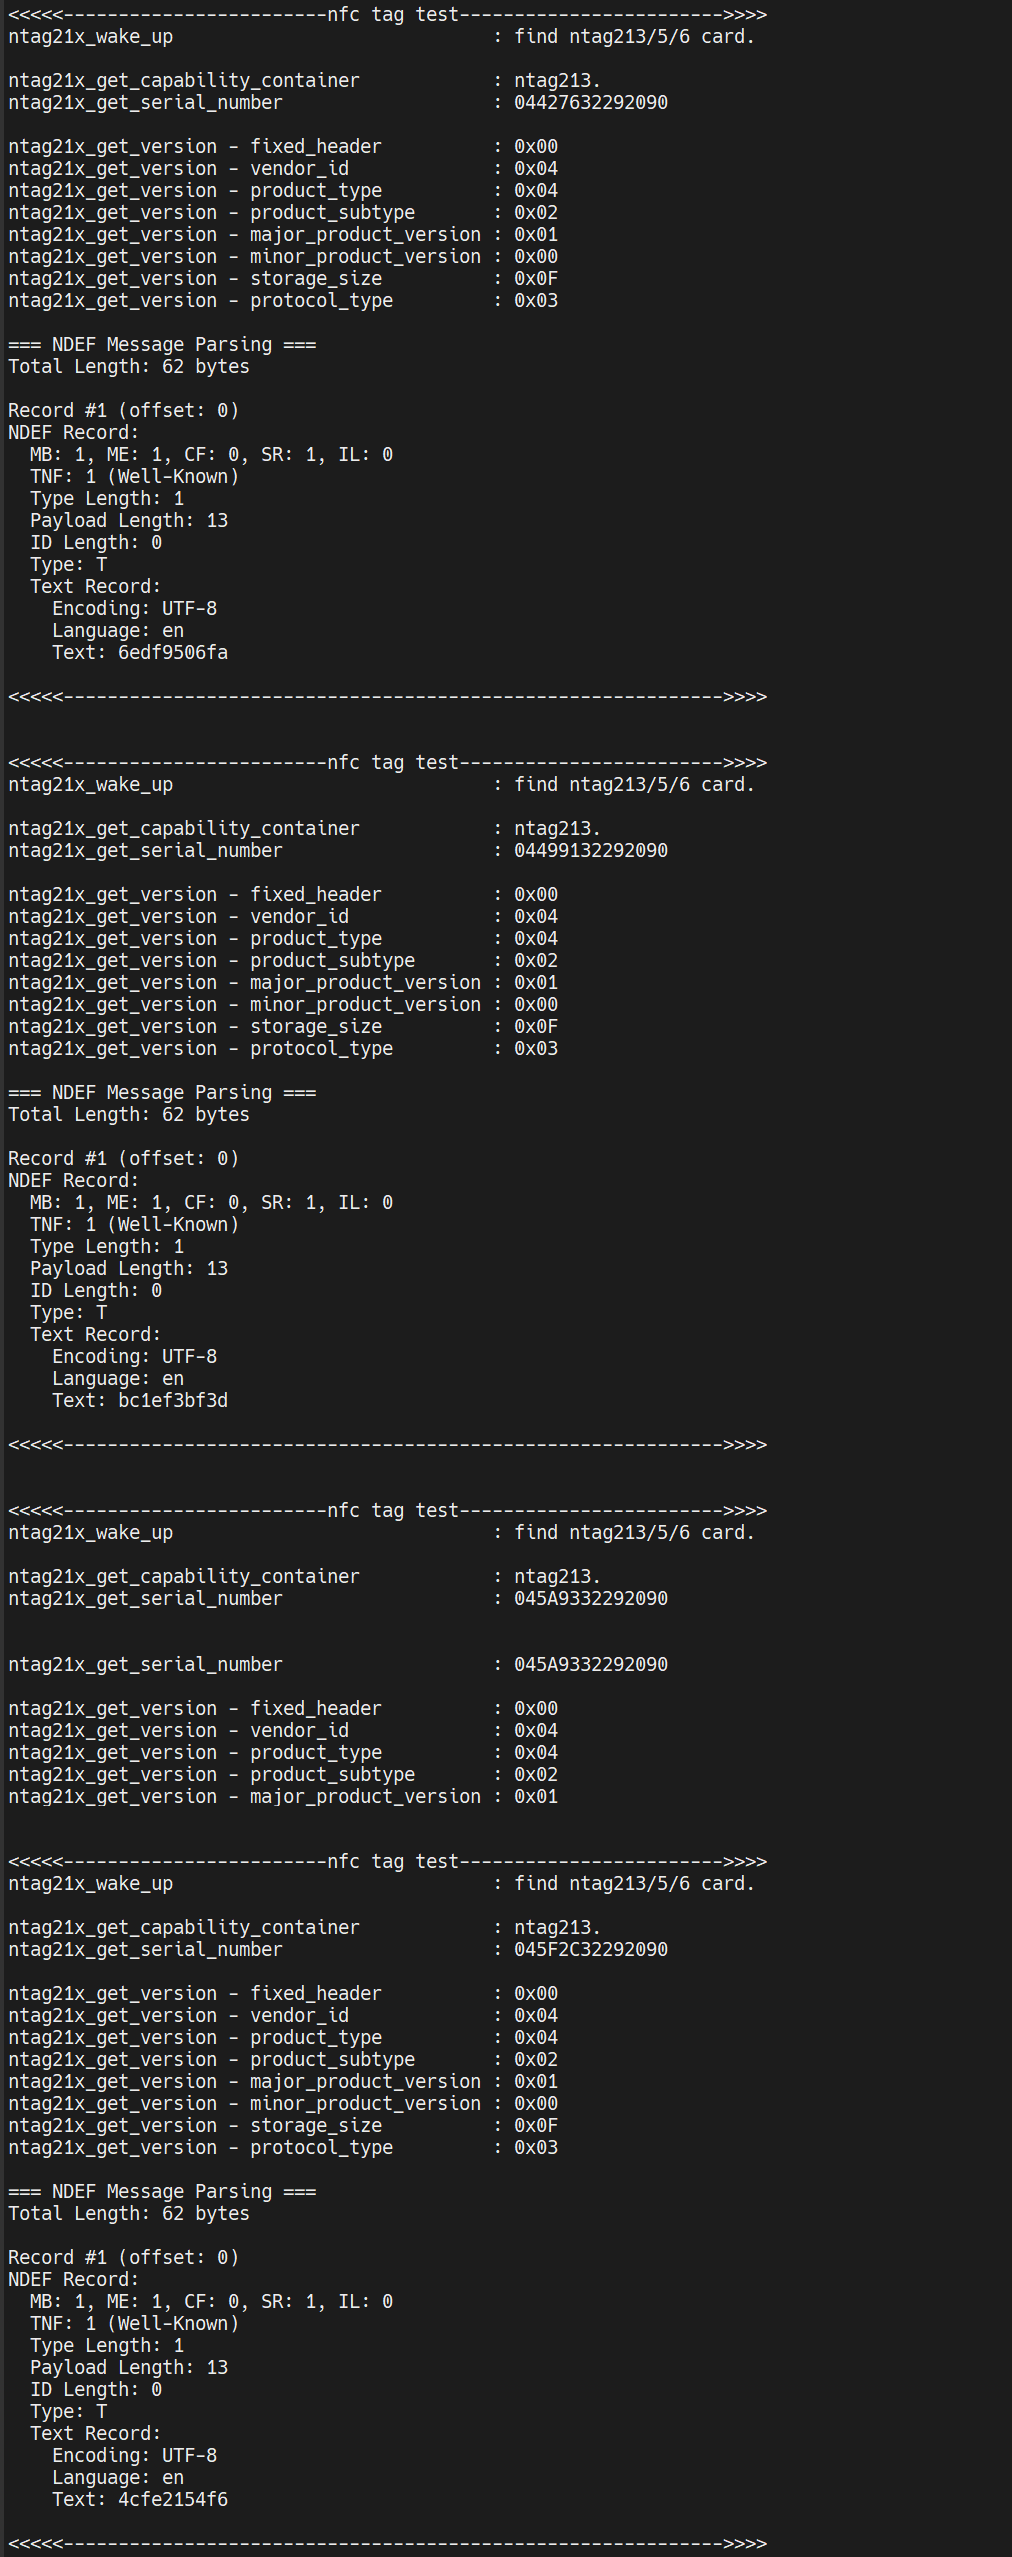 <<<<<------------------------nfc tag test------------------------>>>>
ntag21x_wake_up                             : find ntag213/5/6 card.

ntag21x_get_capability_container            : ntag213.
ntag21x_get_serial_number                   : 04427632292090

ntag21x_get_version - fixed_header          : 0x00
ntag21x_get_version - vendor_id             : 0x04
ntag21x_get_version - product_type          : 0x04
ntag21x_get_version - product_subtype       : 0x02
ntag21x_get_version - major_product_version : 0x01
ntag21x_get_version - minor_product_version : 0x00
ntag21x_get_version - storage_size          : 0x0F
ntag21x_get_version - protocol_type         : 0x03

=== NDEF Message Parsing ===
Total Length: 62 bytes

Record #1 (offset: 0)
NDEF Record:
  MB: 1, ME: 1, CF: 0, SR: 1, IL: 0
  TNF: 1 (Well-Known)
  Type Length: 1
  Payload Length: 13
  ID Length: 0
  Type: T
  Text Record:
    Encoding: UTF-8
    Language: en
    Text: 6edf9506fa

<<<<<------------------------------------------------------------>>>>

<<<<<------------------------nfc tag test------------------------>>>>
ntag21x_wake_up                             : find ntag213/5/6 card.

ntag21x_get_capability_container            : ntag213.
ntag21x_get_serial_number                   : 04499132292090

ntag21x_get_version - fixed_header          : 0x00
ntag21x_get_version - vendor_id             : 0x04
ntag21x_get_version - product_type          : 0x04
ntag21x_get_version - product_subtype       : 0x02
ntag21x_get_version - major_product_version : 0x01
ntag21x_get_version - minor_product_version : 0x00
ntag21x_get_version - storage_size          : 0x0F
ntag21x_get_version - protocol_type         : 0x03

=== NDEF Message Parsing ===
Total Length: 62 bytes

Record #1 (offset: 0)
NDEF Record:
  MB: 1, ME: 1, CF: 0, SR: 1, IL: 0
  TNF: 1 (Well-Known)
  Type Length: 1
  Payload Length: 13
  ID Length: 0
  Type: T
  Text Record:
    Encoding: UTF-8
    Language: en
    Text: bc1ef3bf3d

<<<<<------------------------------------------------------------>>>>

<<<<<------------------------nfc tag test------------------------>>>>
ntag21x_wake_up                             : find ntag213/5/6 card.

ntag21x_get_capability_container            : ntag213.
ntag21x_get_serial_number                   : 045A9332292090

ntag21x_get_serial_number                   : 045A9332292090

ntag21x_get_version - fixed_header          : 0x00
ntag21x_get_version - vendor_id             : 0x04
ntag21x_get_version - product_type          : 0x04
ntag21x_get_version - product_subtype       : 0x02
ntag21x_get_version - major_product_version : 0x01

<<<<<------------------------nfc tag test------------------------>>>>
ntag21x_wake_up                             : find ntag213/5/6 card.

ntag21x_get_capability_container            : ntag213.
ntag21x_get_serial_number                   : 045F2C32292090

ntag21x_get_version - fixed_header          : 0x00
ntag21x_get_version - vendor_id             : 0x04
ntag21x_get_version - product_type          : 0x04
ntag21x_get_version - product_subtype       : 0x02
ntag21x_get_version - major_product_version : 0x01
ntag21x_get_version - minor_product_version : 0x00
ntag21x_get_version - storage_size          : 0x0F
ntag21x_get_version - protocol_type         : 0x03

=== NDEF Message Parsing ===
Total Length: 62 bytes

Record #1 (offset: 0)
NDEF Record:
  MB: 1, ME: 1, CF: 0, SR: 1, IL: 0
  TNF: 1 (Well-Known)
  Type Length: 1
  Payload Length: 13
  ID Length: 0
  Type: T
  Text Record:
    Encoding: UTF-8
    Language: en
    Text: 4cfe2154f6

<<<<<------------------------------------------------------------>>>>